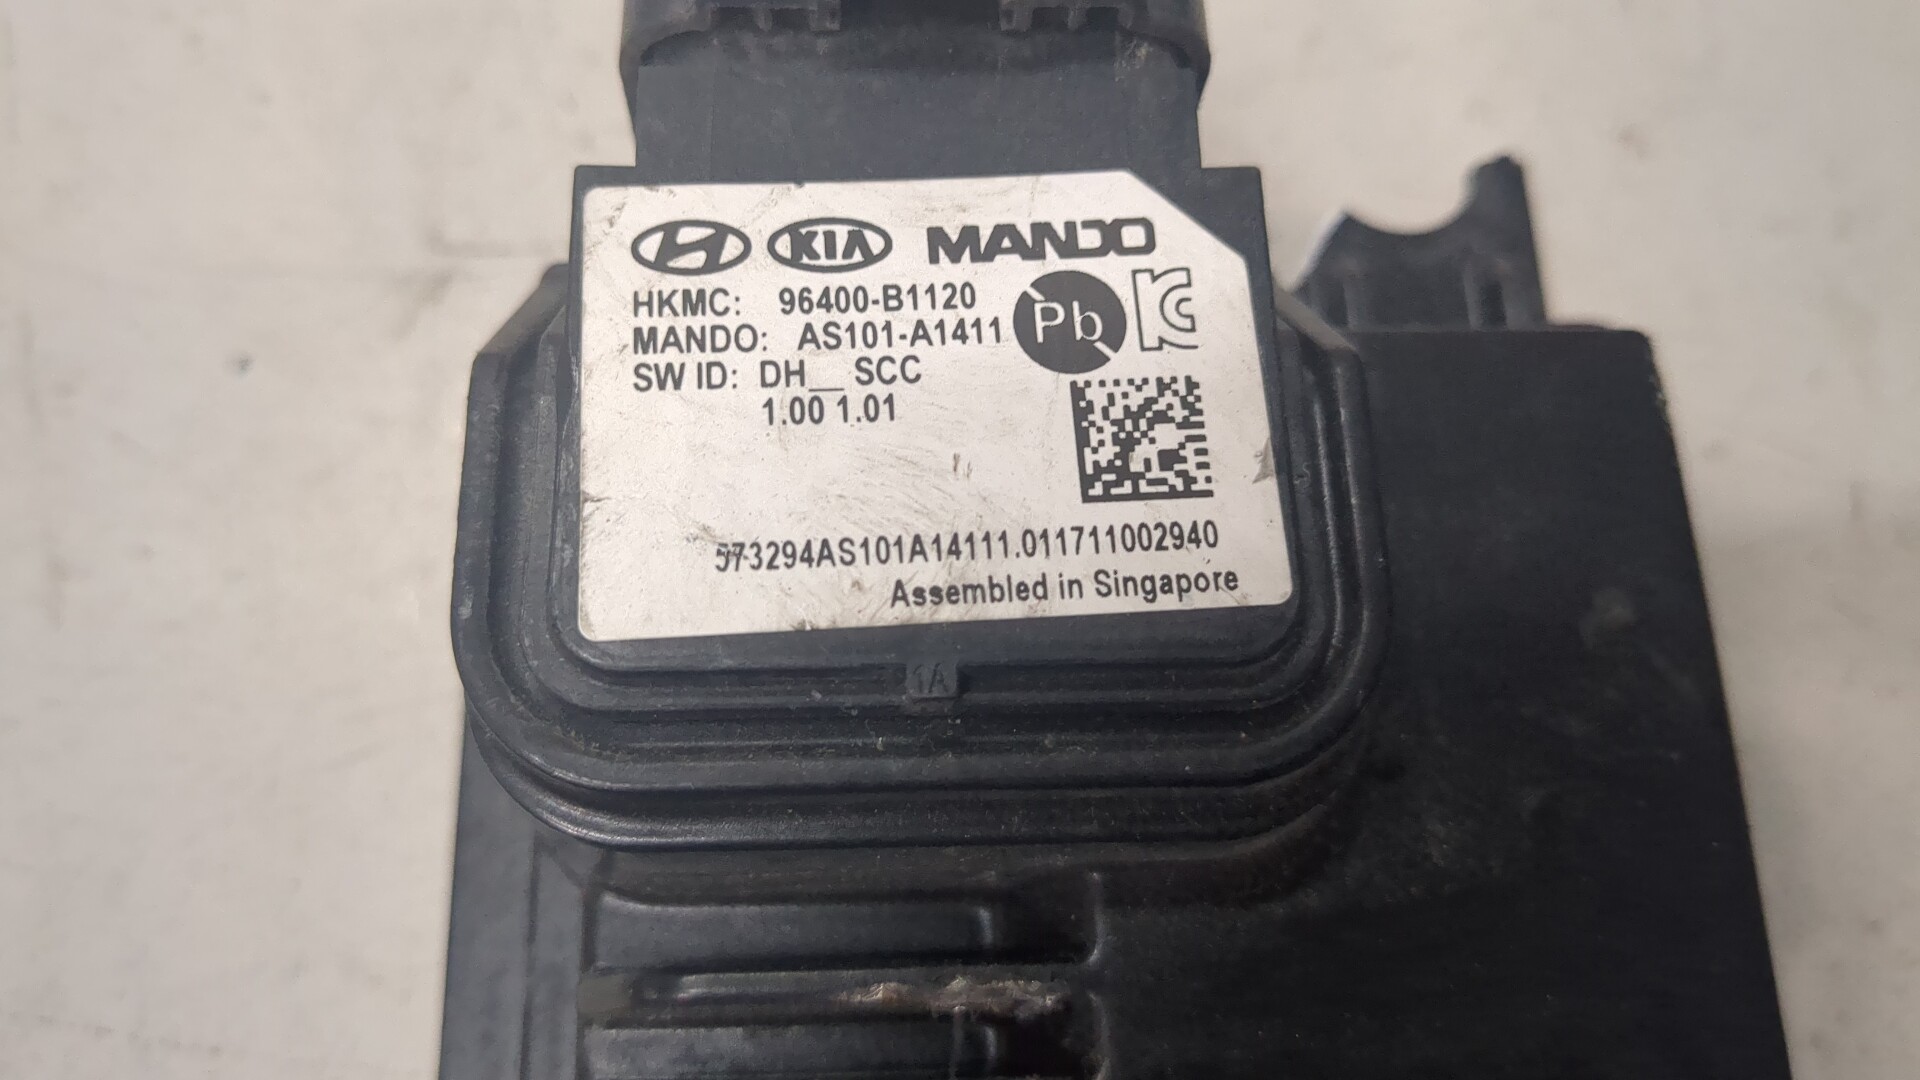 KIA MANDO
HKMC: 96400-B1120
MANDO: AS101-A1411
Pb
SW ID: DH__ SCC
1.00 1.01
573294AS101A14111.011711002940
Assembled in Singapore
1A